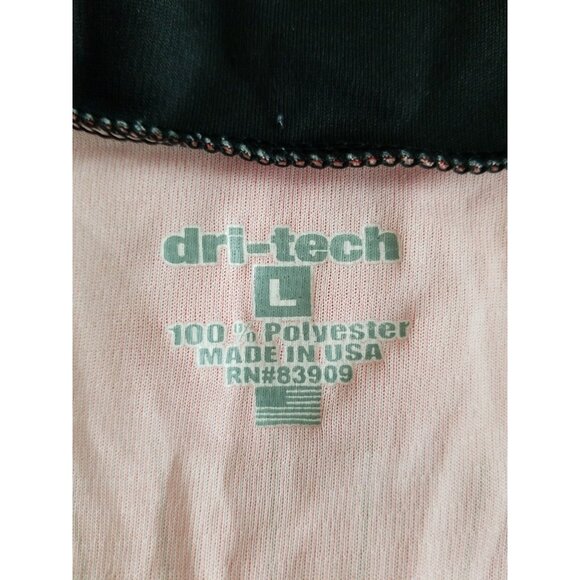 dri-tech
L
100% Polyester
MADE IN USA
RN#83909